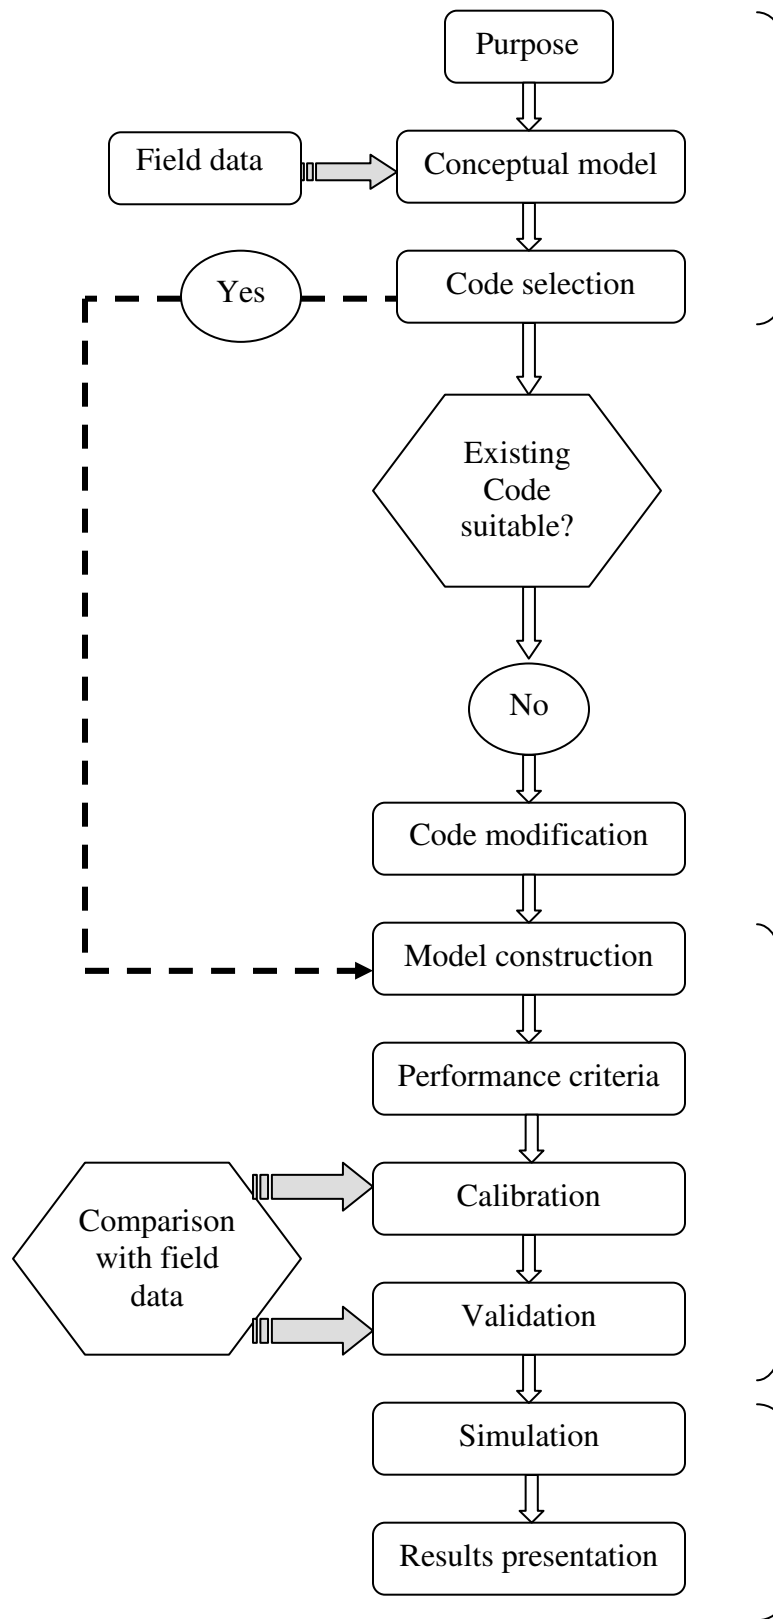 Purpose
Field data
Conceptual model
Yes
Code selection
Existing
Code
suitable?
No
Code modification
Model construction
Performance criteria
Calibration
Comparison
with field
data
Validation
Simulation
Results presentation